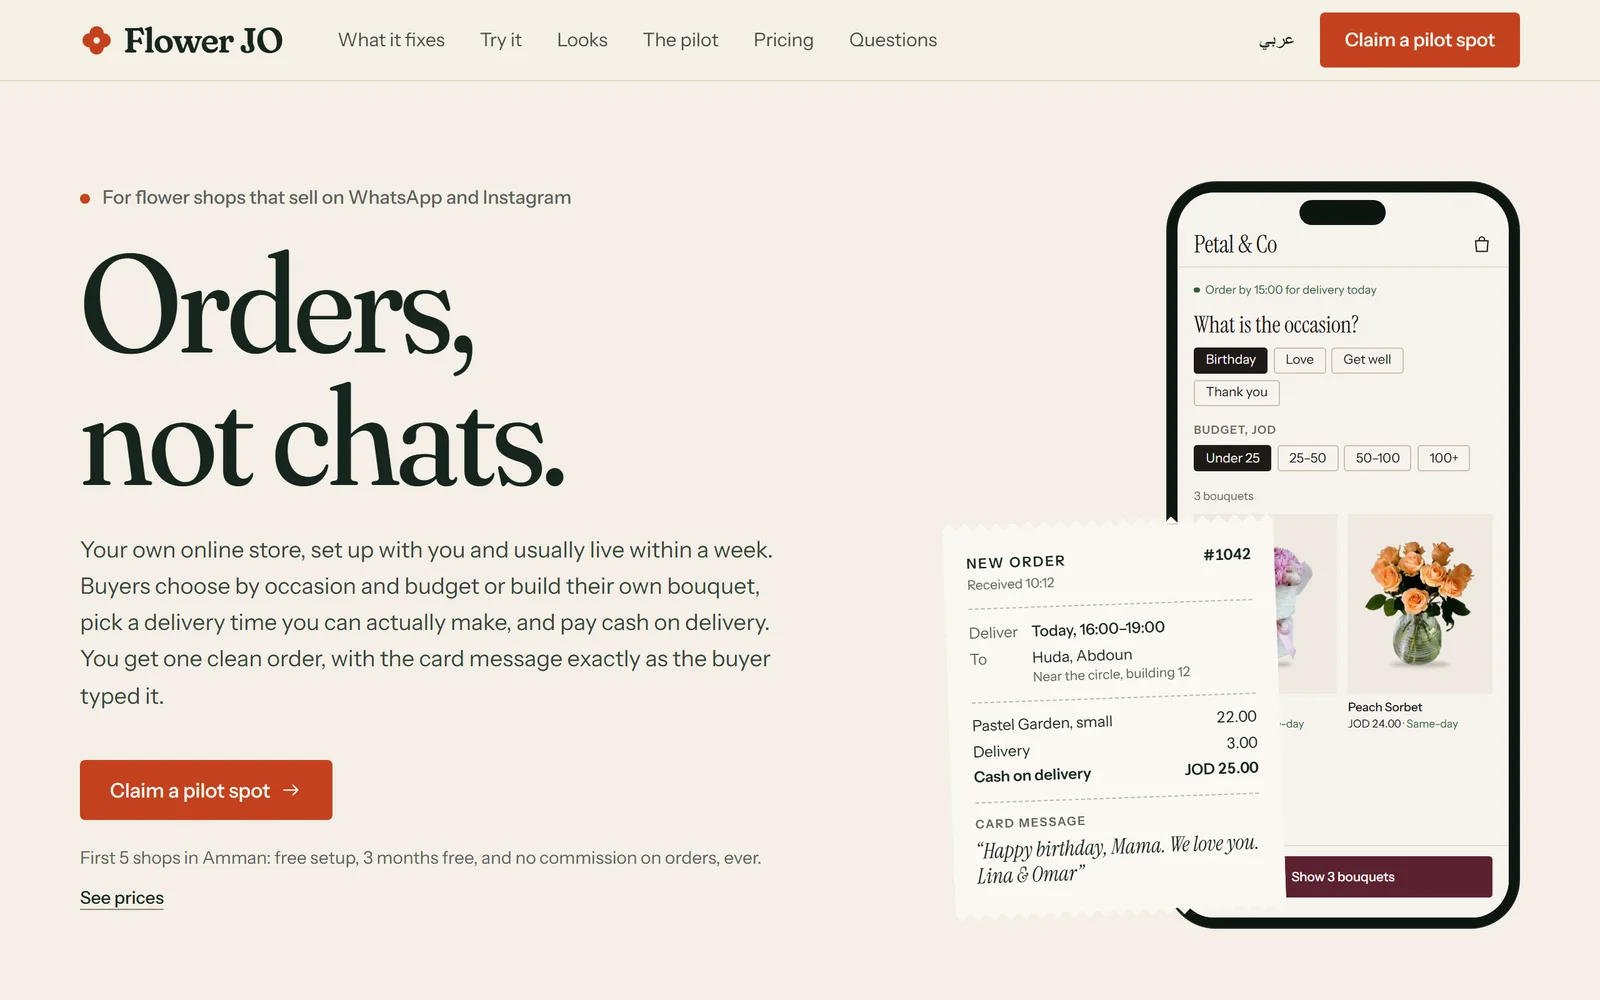 Flower JO
What it fixes
Try it
Looks
The pilot
Pricing
Questions
عربي
Claim a pilot spot
For flower shops that sell on WhatsApp and Instagram
Orders,
not chats.
Your own online store, set up with you and usually live within a week.
Buyers choose by occasion and budget or build their own bouquet,
pick a delivery time you can actually make, and pay cash on delivery.
You get one clean order, with the card message exactly as the buyer
typed it.
Claim a pilot spot →
First 5 shops in Amman: free setup, 3 months free, and no commission on orders, ever.
See prices
Petal & Co
Order by 15:00 for delivery today
What is the occasion?
Birthday
Love
Get well
Thank you
BUDGET, JOD
Under 25
25–50
50–100
100+
3 bouquets
Peach Sorbet
JOD 24.00 · Same-day
-day
Show 3 bouquets
NEW ORDER
#1042
Received 10:12
Deliver Today, 16:00–19:00
To Huda, Abdoun
Near the circle, building 12
Pastel Garden, small 22.00
Delivery 3.00
Cash on delivery JOD 25.00
CARD MESSAGE
“Happy birthday, Mama. We love you.
Lina & Omar”